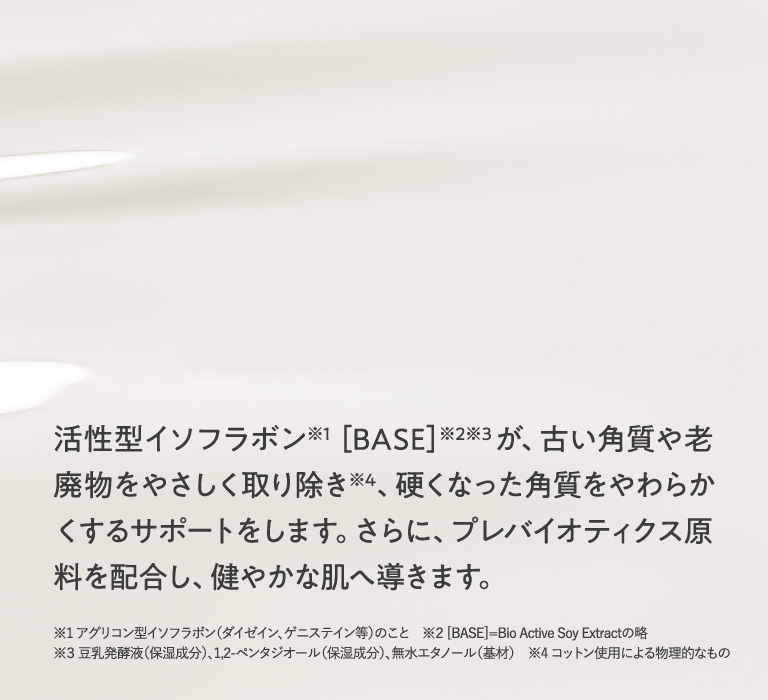 活性型イソフラボン※1［BASE］※2※3が、古い角質や老
廃物をやさしく取り除き※4、硬くなった角質をやわらか
くするサポートをします。さらに、プレバイオティクス原
料を配合し、健やかな肌へ導きます。
※1 アグリコン型イソフラボン（ダイゼイン、ゲニステイン等）のこと　※2 [BASE]=Bio Active Soy Extractの略
※3 豆乳発酵液（保湿成分）、1,2-ペンタジオール（保湿成分）、無水エタノール（基材）　※4 コットン使用による物理的なもの